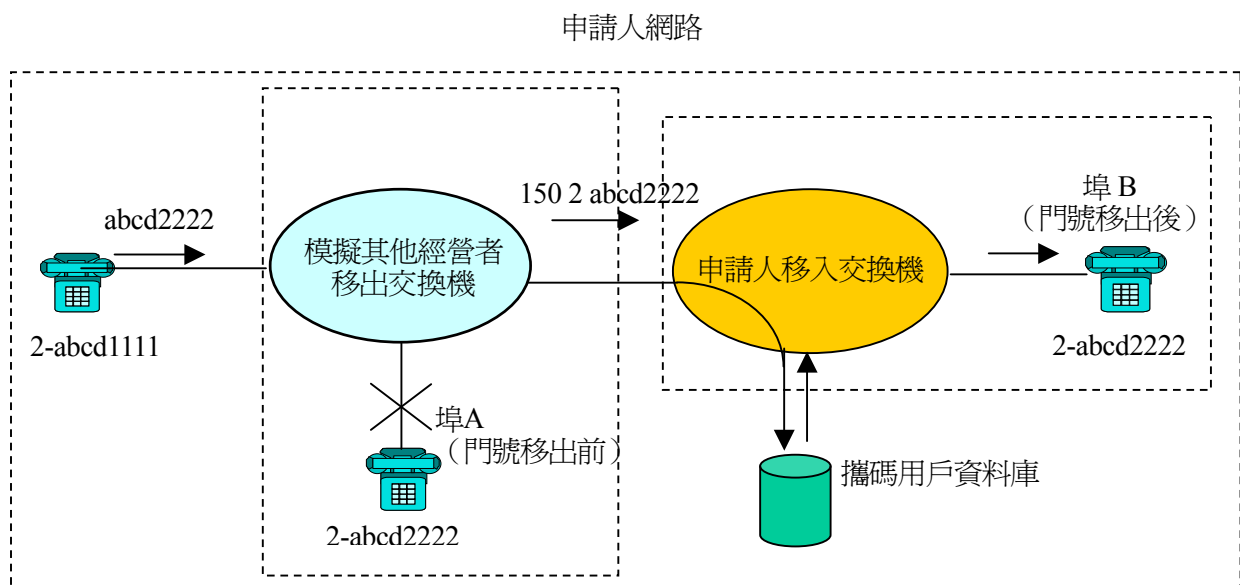 申請人網路
abcd2222
150 2 abcd2222
埠 B
（門號移出後）
模擬其他經營者
移出交換機
申請人移入交換機
2-abcd1111
2-abcd2222
埠A
（門號移出前）
攜碼用戶資料庫
2-abcd2222